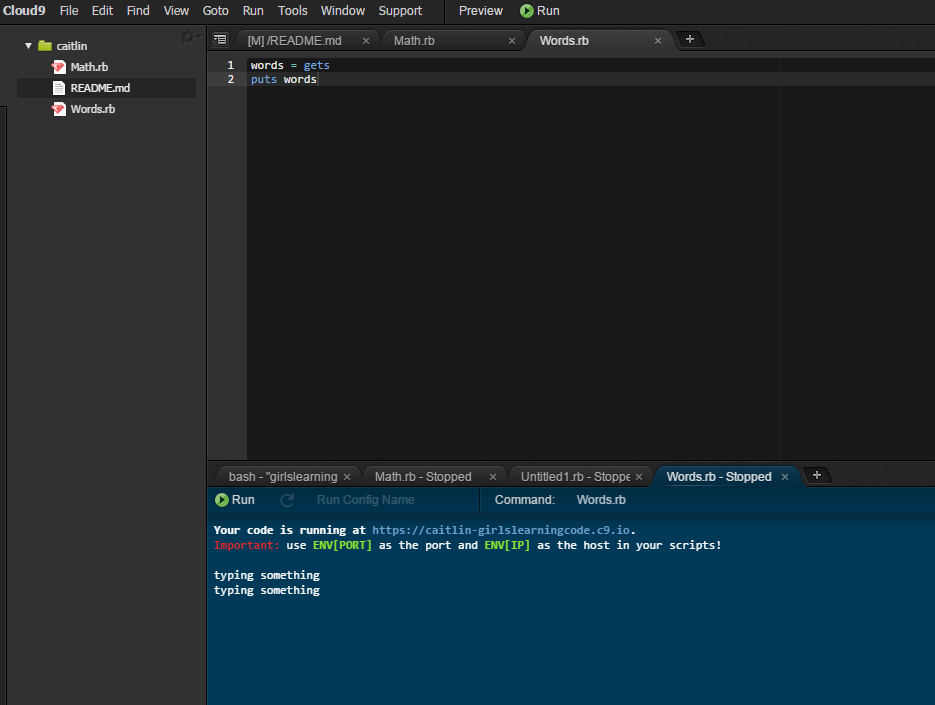 Cloud9 File Edit Find View Goto Run Tools Window Support Preview Run
caitlin
Math.rb
README.md
Words.rb
[M] /README.md × Math.rb × Words.rb × +
1 words = gets
2 puts words
bash - "girlslearning × Math.rb - Stopped × Untitled1.rb - Stoppe × Words.rb - Stopped × +
Run Run Config Name Command: Words.rb
Your code is running at https://caitlin-girlslearningcode.c9.io.
Important: use ENV[PORT] as the port and ENV[IP] as the host in your scripts!
typing something
typing something